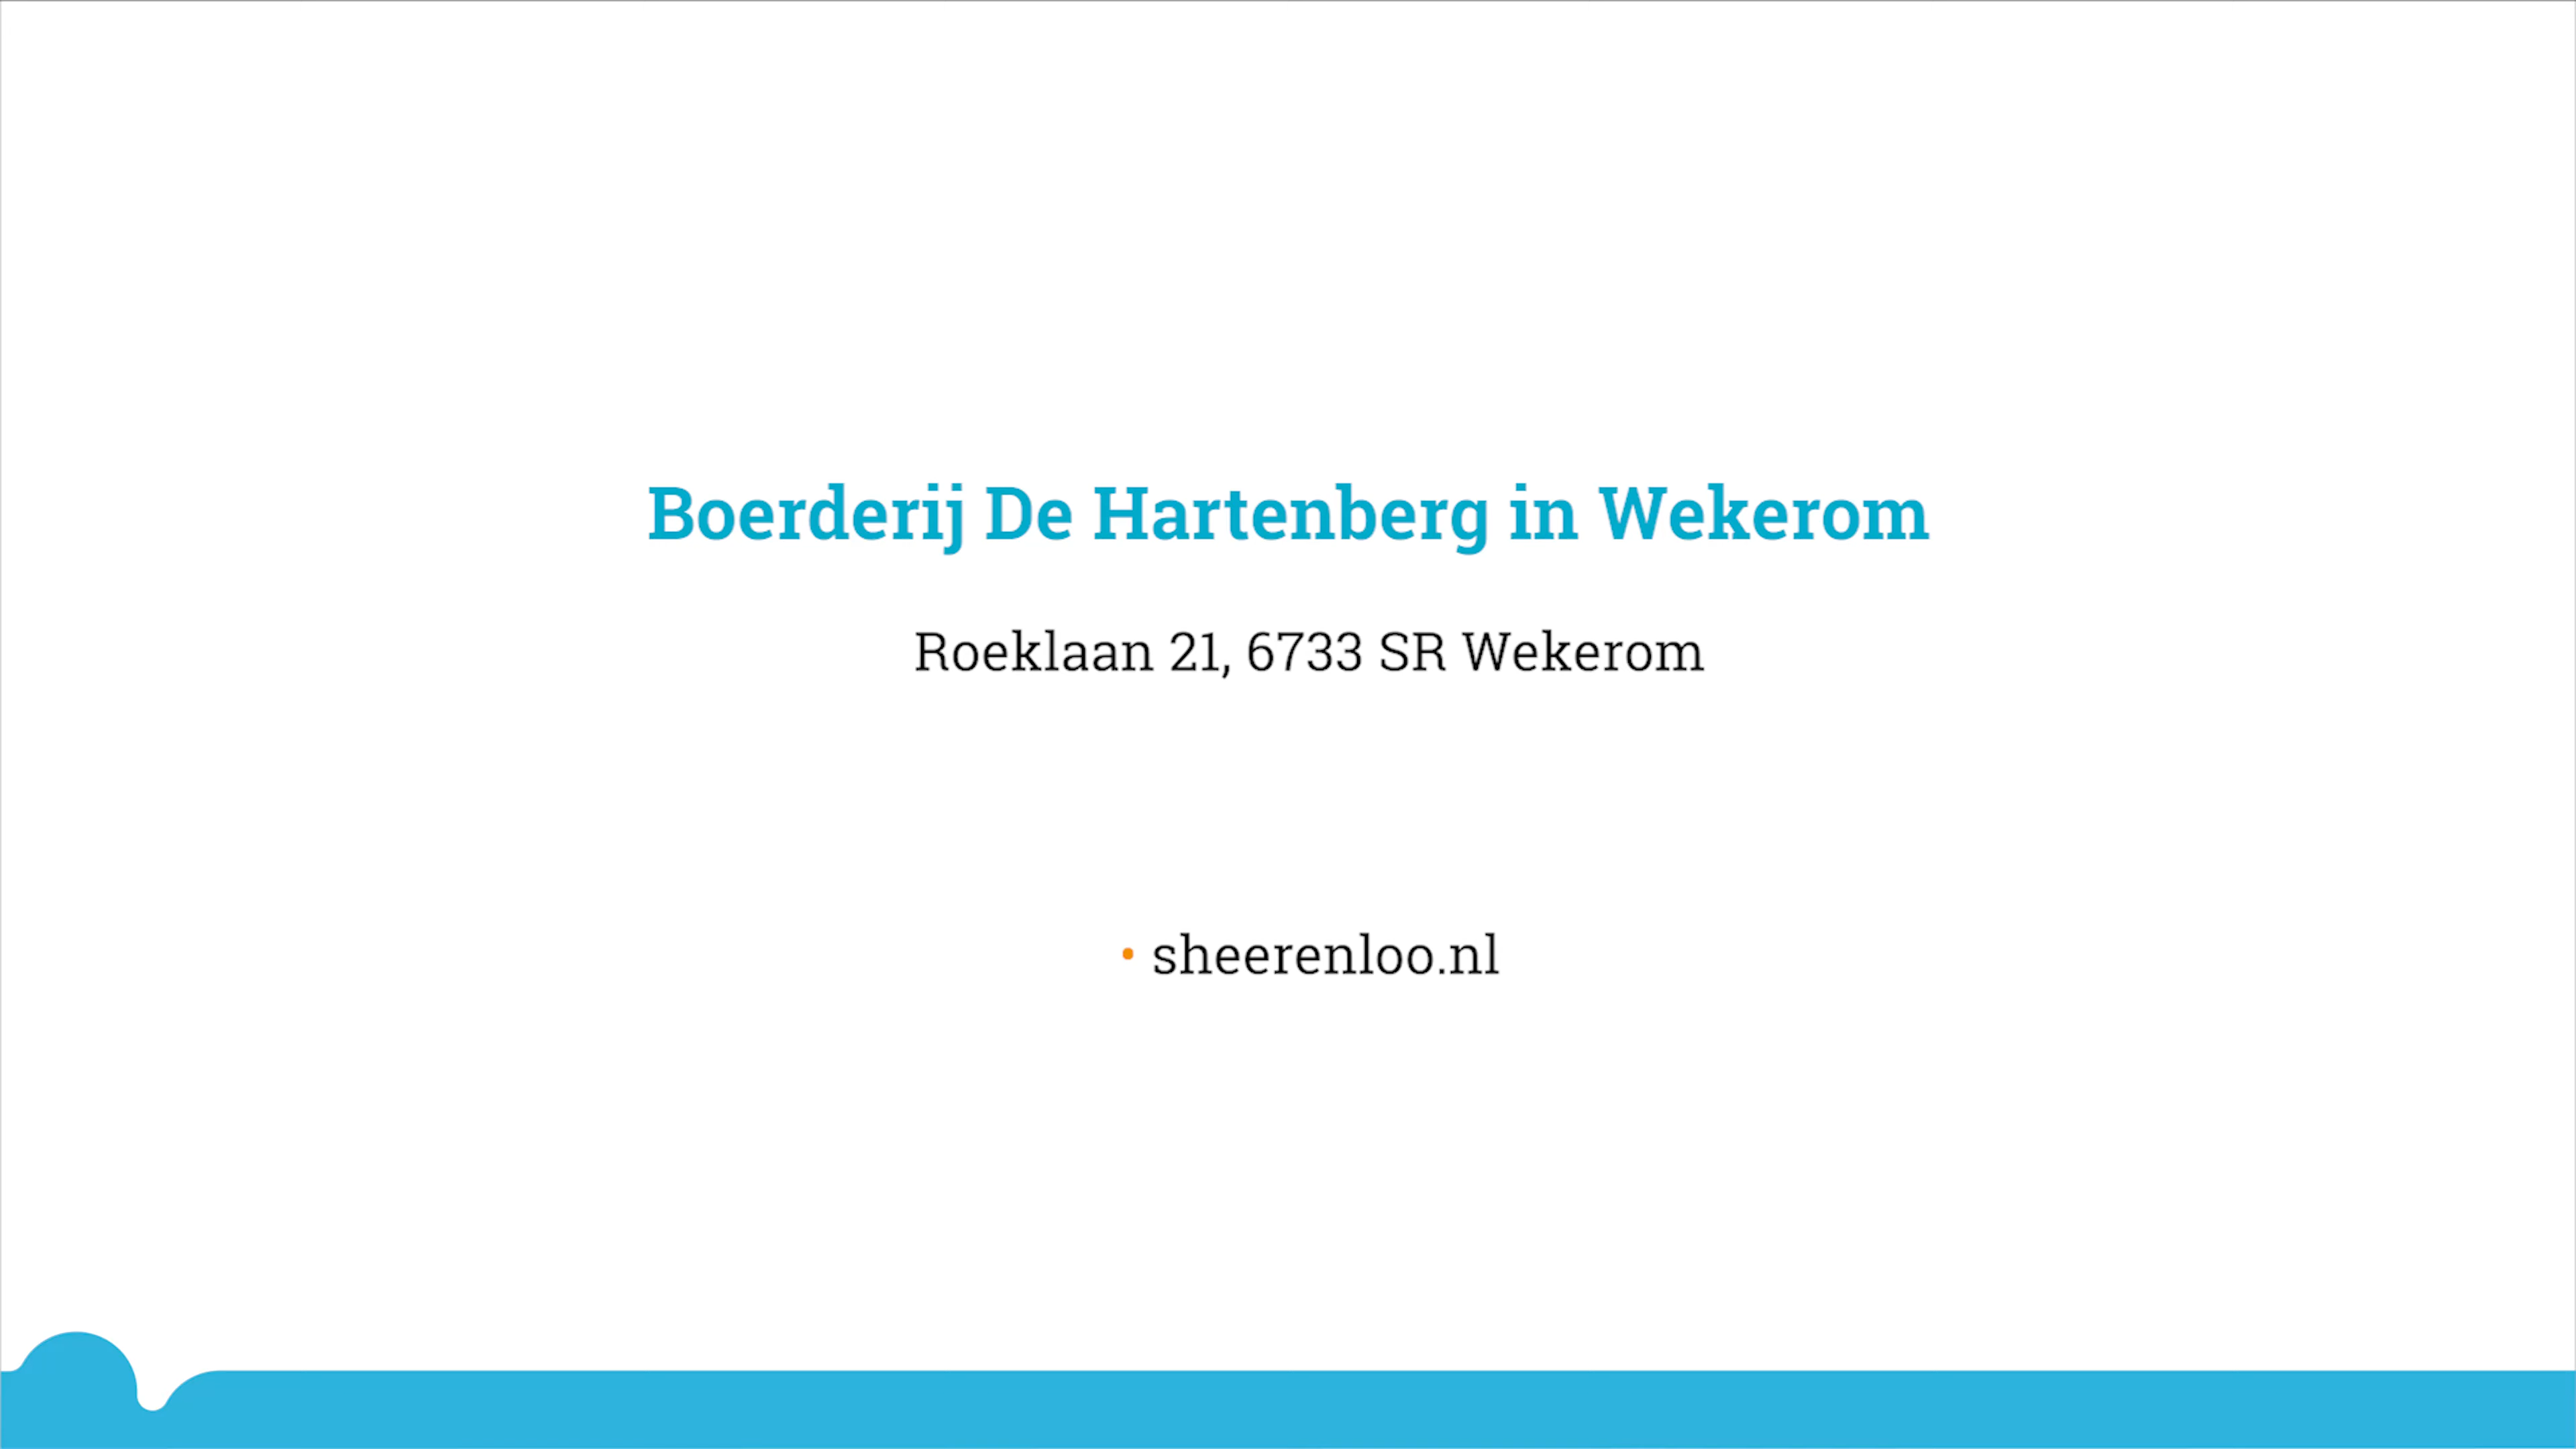 Boerderij De Hartenberg in Wekerom
Roeklaan 21, 6733 SR Wekerom
• sheerenloo.nl